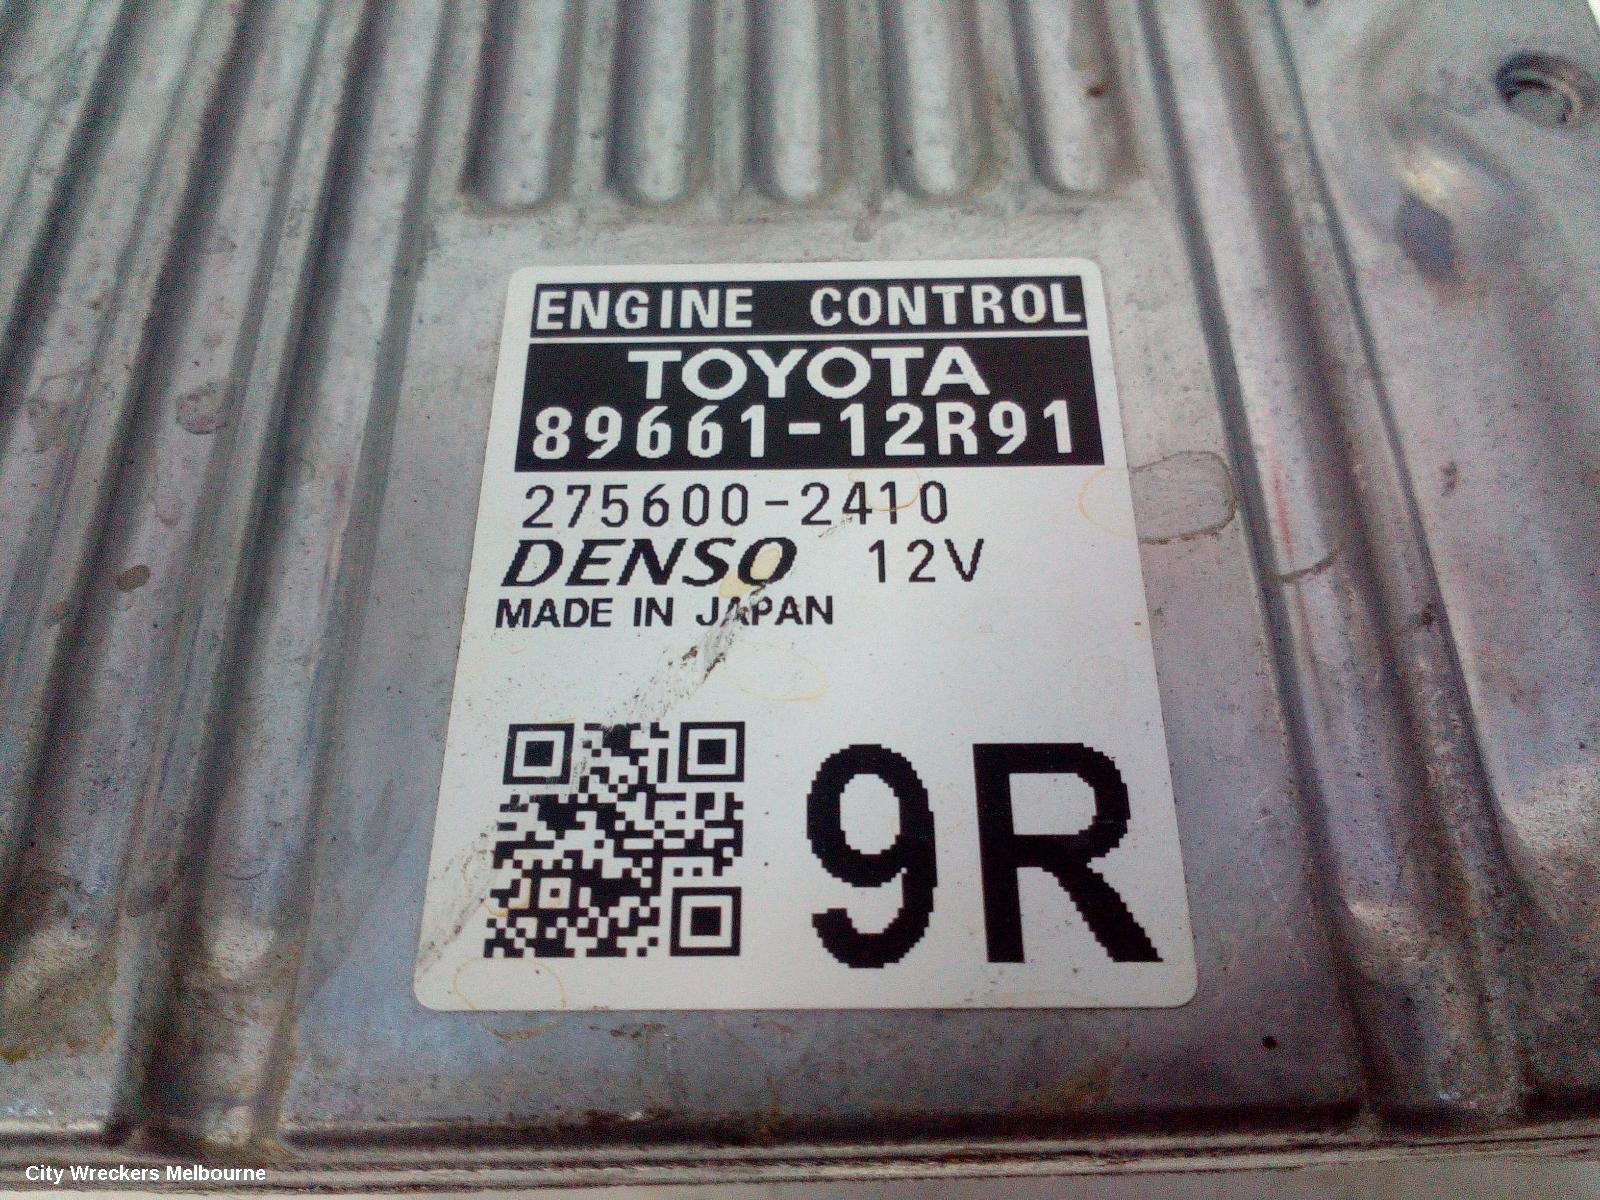 ENGINE CONTROL
TOYOTA
89661-12R91
275600-2410
DENSO 12V
MADE IN JAPAN
9R
City Wreckers Melbourne